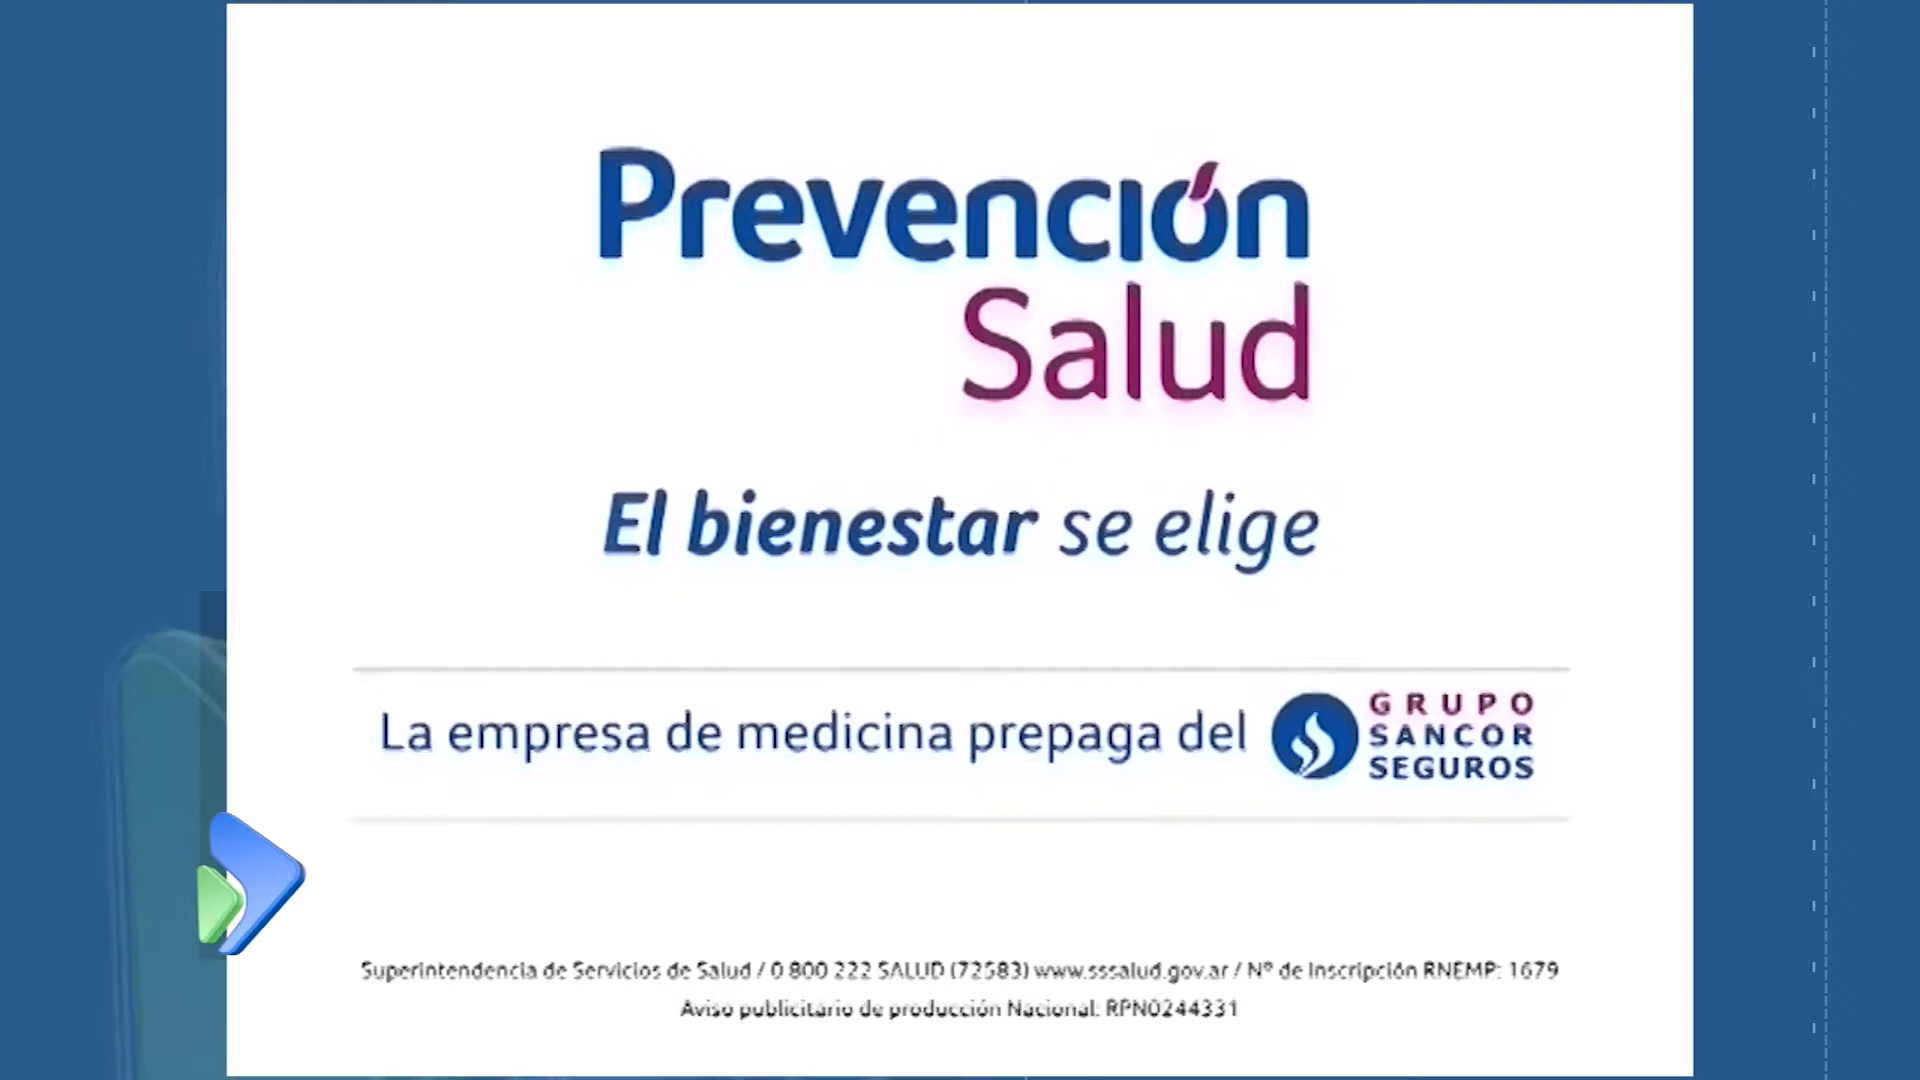 Prevención
Salud
El bienestar se elige
La empresa de medicina prepaga del
GRUPO
SANCOR
SEGUROS
Superintendencia de Servicios de Salud / 0 800 222 SALUD (72583) www.sssalud.gov.ar / Nº de Inscripción RNEMP: 1679
Aviso publicitario de producción Nacional: RPN0244331